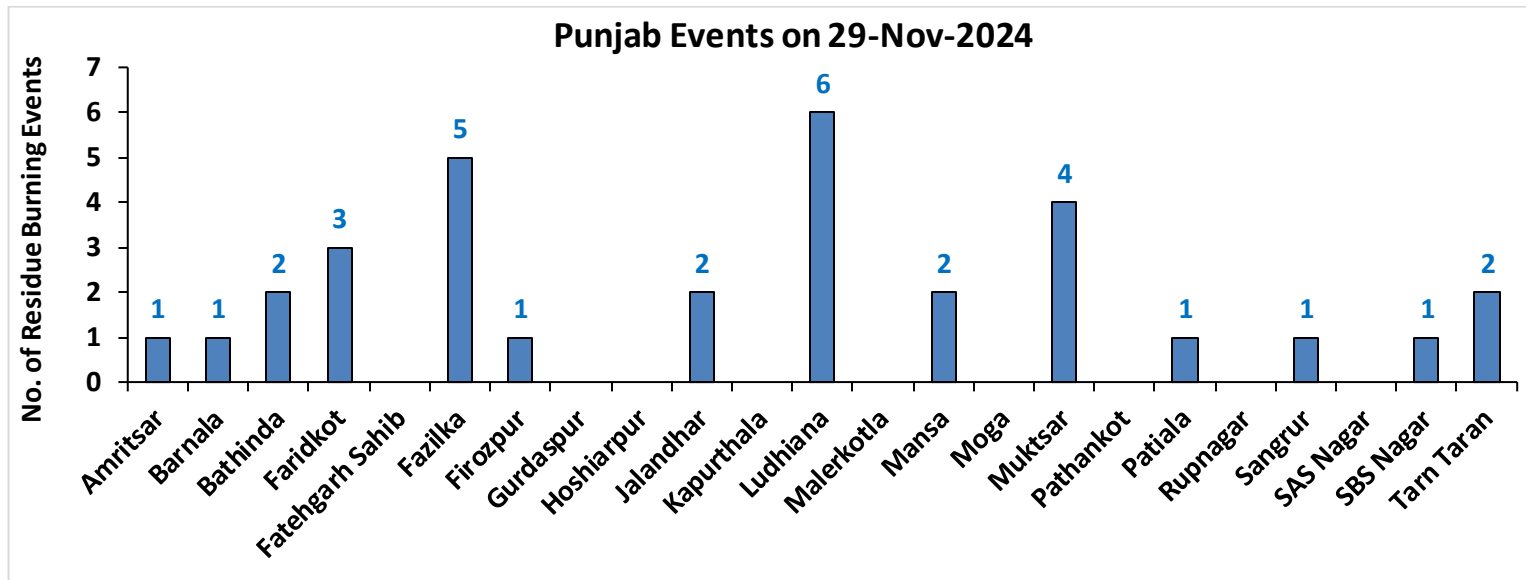 Punjab Events on 29-Nov-2024
No. of Residue Burning Events
7
6
5
4
3
2
1
0
1
1
2
3
5
1
2
6
2
4
1
1
1
2
Amritsar
Barnala
Bathinda
Faridkot
Fatehgarh Sahib
Fazilka
Firozpur
Gurdaspur
Hoshiarpur
Jalandhar
Kapurthala
Ludhiana
Malerkotla
Mansa
Moga
Muktsar
Pathankot
Patiala
Rupnagar
Sangrur
SAS Nagar
SBS Nagar
Tarn Taran